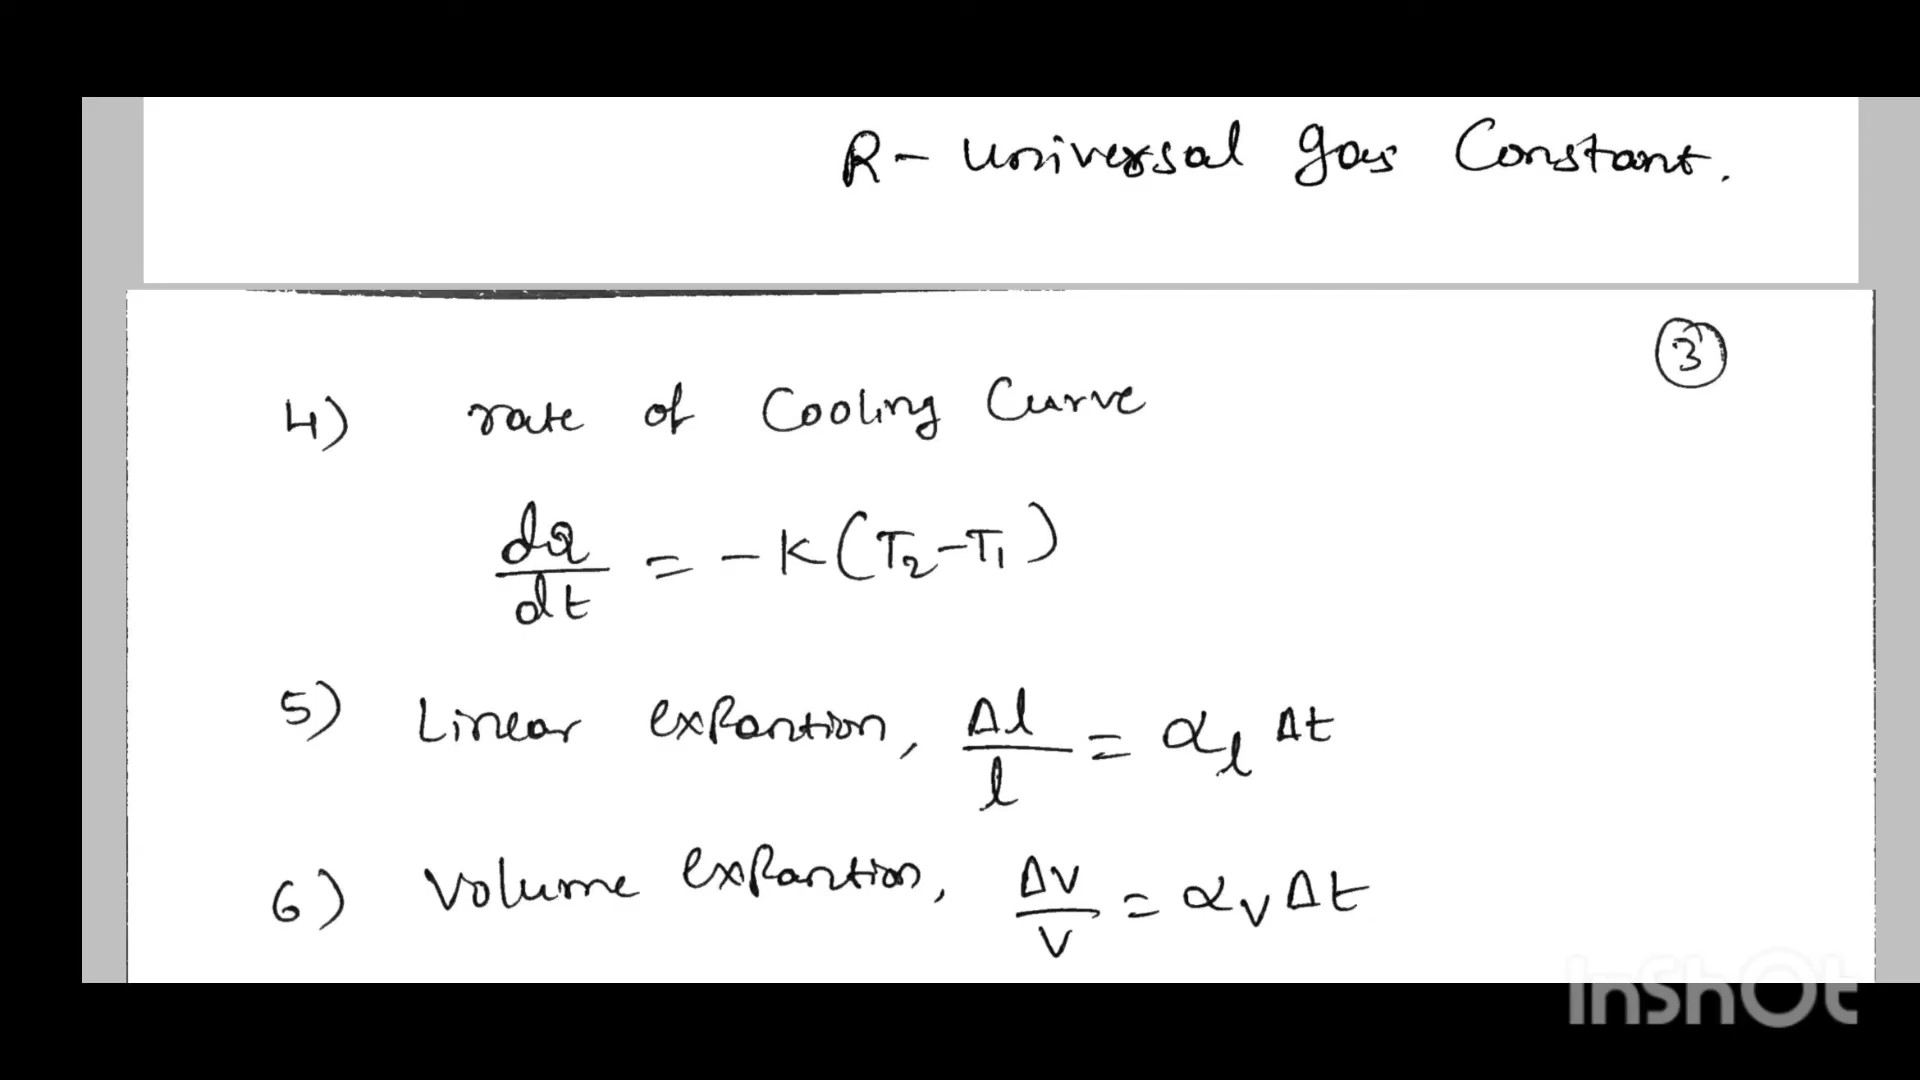 R - universal gas Constant.
3
4) rate of Cooling Curve
dQ/dt = -K(T₂-T₁)
5) Linear expantion, Δl/l = αₗ Δt
6) Volume expantion, ΔV/V = αᵥ Δt
InShOt